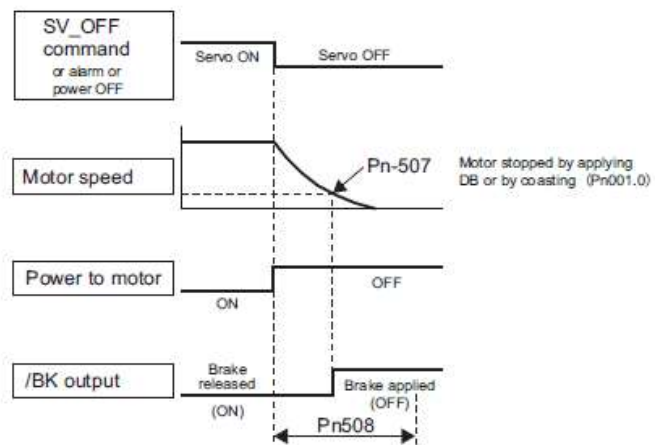 SV_OFF
command
or alarm or
power OFF
Servo ON
Servo OFF
Motor speed
Pn-507
Motor stopped by applying
DB or by coasting (Pn001.0)
Power to motor
ON
OFF
/BK output
Brake
released
(ON)
Brake applied
(OFF)
Pn508